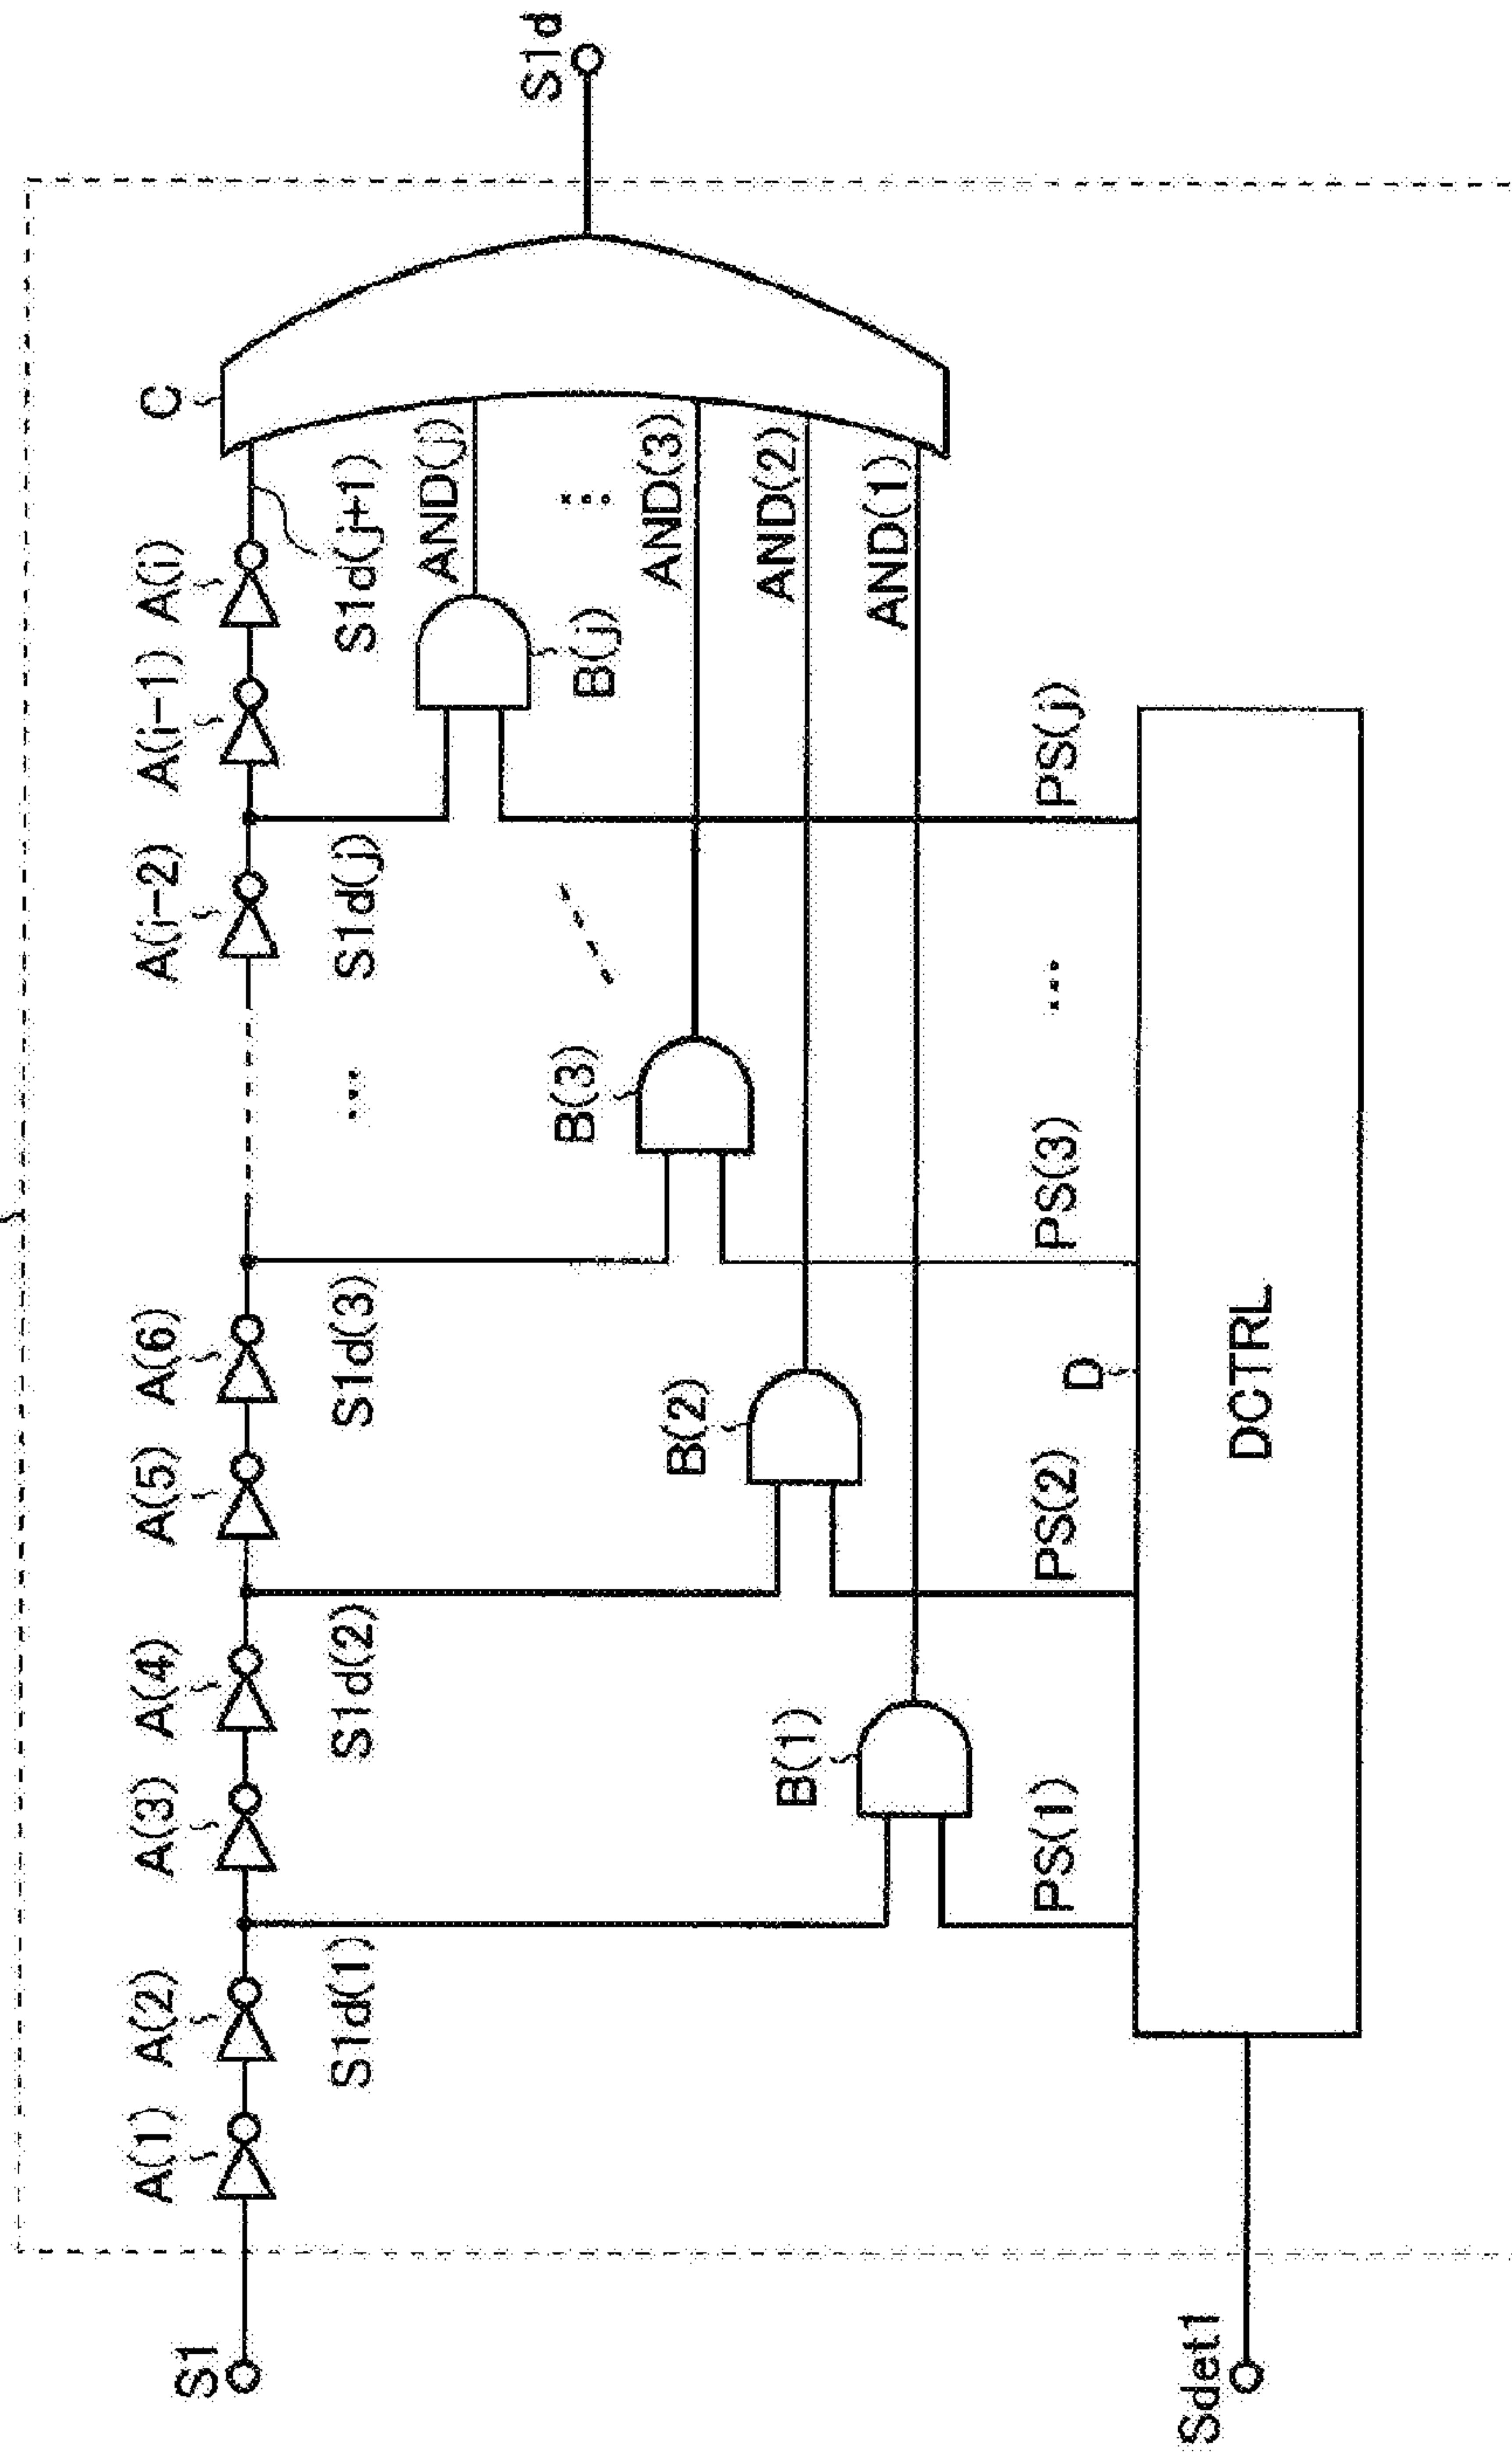 S1
A(1)
A(2)
A(3)
A(4)
A(5)
A(6)
A(i-2)
A(i-1)
A(i)
C
S1d
S1d(1)
S1d(2)
S1d(3)
...
S1d(j)
S1d(j+1)
B(1)
B(2)
B(3)
B(j)
AND(j)
...
AND(3)
AND(2)
AND(1)
PS(1)
PS(2)
D
PS(3)
...
PS(j)
DCTRL
Sdet1